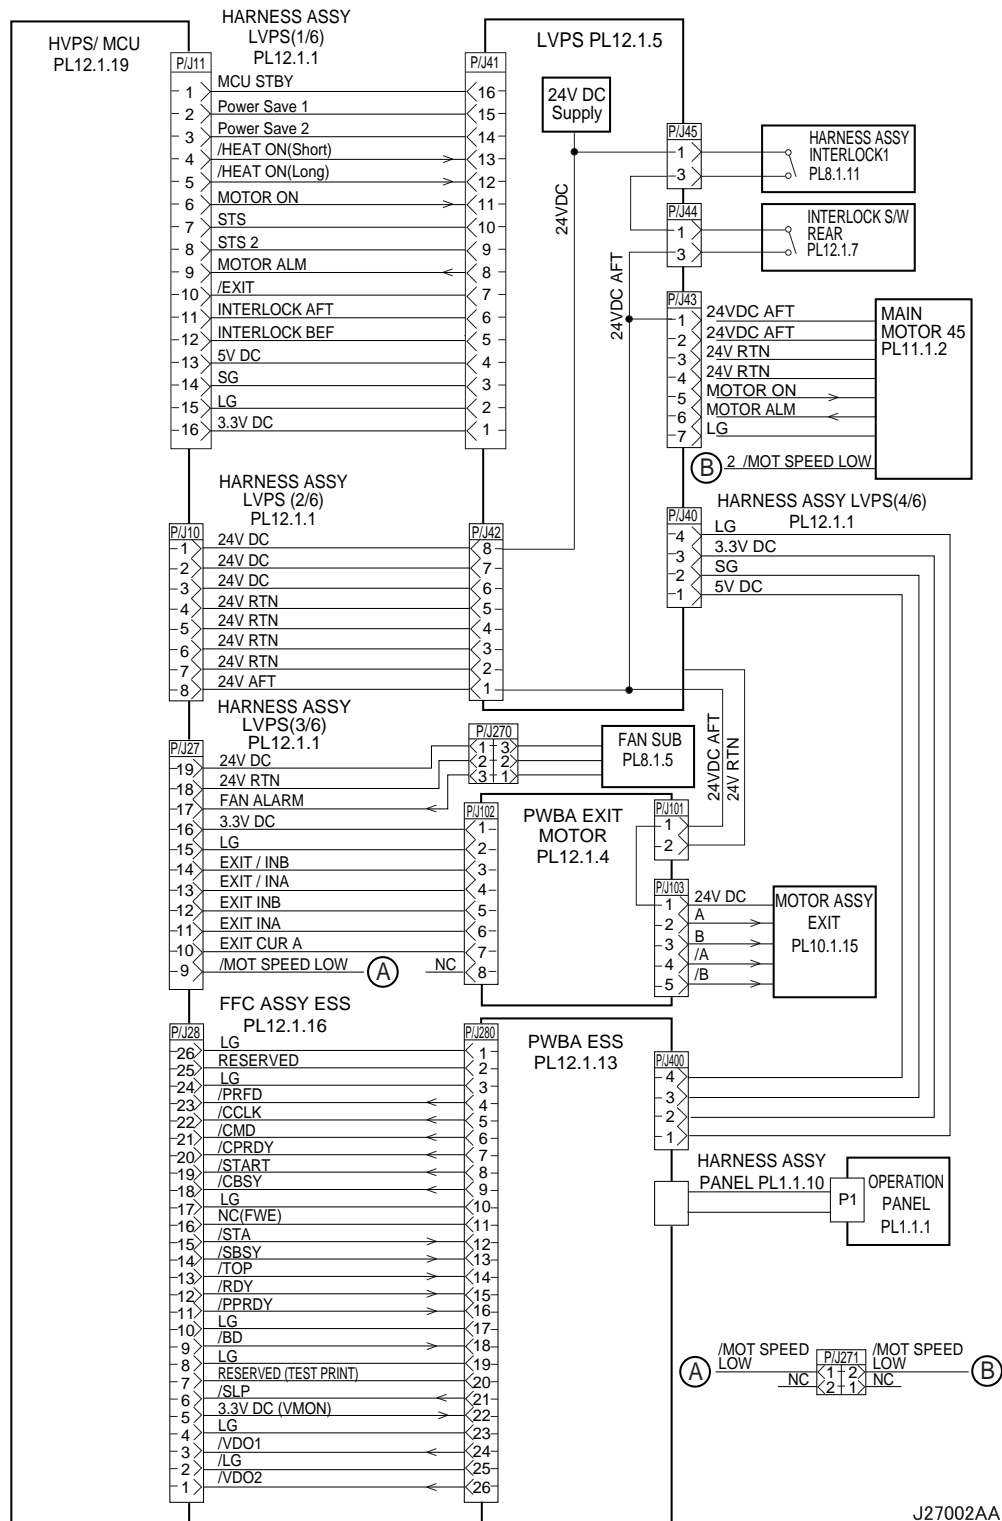 HVPS/ MCU
PL12.1.19
HARNESS ASSY
LVPS(1/6)
PL12.1.1
P/J11
P/J41
1 MCU STBY 16
2 Power Save 1 15
3 Power Save 2 14
4 /HEAT ON(Short) 13
5 /HEAT ON(Long) 12
6 MOTOR ON 11
7 STS 10
8 STS 2 9
9 MOTOR ALM 8
10 /EXIT 7
11 INTERLOCK AFT 6
12 INTERLOCK BEF 5
13 5V DC 4
14 SG 3
15 LG 2
16 3.3V DC 1
LVPS PL12.1.5
24V DC
Supply
24VDC
24VDC AFT
P/J45
1
3
HARNESS ASSY
INTERLOCK1
PL8.1.11
P/J44
1
3
INTERLOCK S/W
REAR
PL12.1.7
P/J43
1 24VDC AFT
2 24VDC AFT
3 24V RTN
4 24V RTN
5 MOTOR ON
6 MOTOR ALM
7 LG
B 2 /MOT SPEED LOW
MAIN
MOTOR 45
PL11.1.2
HARNESS ASSY
LVPS (2/6)
PL12.1.1
P/J10
P/J42
1 24V DC 8
2 24V DC 7
3 24V DC 6
4 24V RTN 5
5 24V RTN 4
6 24V RTN 3
7 24V RTN 2
8 24V AFT 1
HARNESS ASSY LVPS(4/6)
PL12.1.1
P/J40
4 LG
3 3.3V DC
2 SG
1 5V DC
24VDC AFT
24V RTN
HARNESS ASSY
LVPS(3/6)
PL12.1.1
P/J27
19 24V DC
18 24V RTN
17 FAN ALARM
16 3.3V DC
15 LG
14 EXIT / INB
13 EXIT / INA
12 EXIT INB
11 EXIT INA
10 EXIT CUR A
9 /MOT SPEED LOW A
P/J270
1 3
2 2
3 1
FAN SUB
PL8.1.5
P/J102
1
2
3
4
5
6
7
NC 8
PWBA EXIT
MOTOR
PL12.1.4
P/J101
1
2
P/J103
1 24V DC
2 A
3 B
4 /A
5 /B
MOTOR ASSY
EXIT
PL10.1.15
FFC ASSY ESS
PL12.1.16
P/J28
P/J280
26 LG 1
25 RESERVED 2
24 LG 3
23 /PRFD 4
22 /CCLK 5
21 /CMD 6
20 /CPRDY 7
19 /START 8
18 /CBSY 9
17 LG 10
16 NC(FWE) 11
15 /STA 12
14 /SBSY 13
13 /TOP 14
12 /RDY 15
11 /PPRDY 16
10 LG 17
9 /BD 18
8 LG 19
7 RESERVED (TEST PRINT) 20
6 /SLP 21
5 3.3V DC (VMON) 22
4 LG 23
3 /VDO1 24
2 /LG 25
1 /VDO2 26
PWBA ESS
PL12.1.13
P/J400
4
3
2
1
HARNESS ASSY
PANEL PL1.1.10
P1
OPERATION
PANEL
PL1.1.1
A /MOT SPEED
LOW
NC
P/J271
1 2
2 1
/MOT SPEED
LOW B
NC
J27002AA